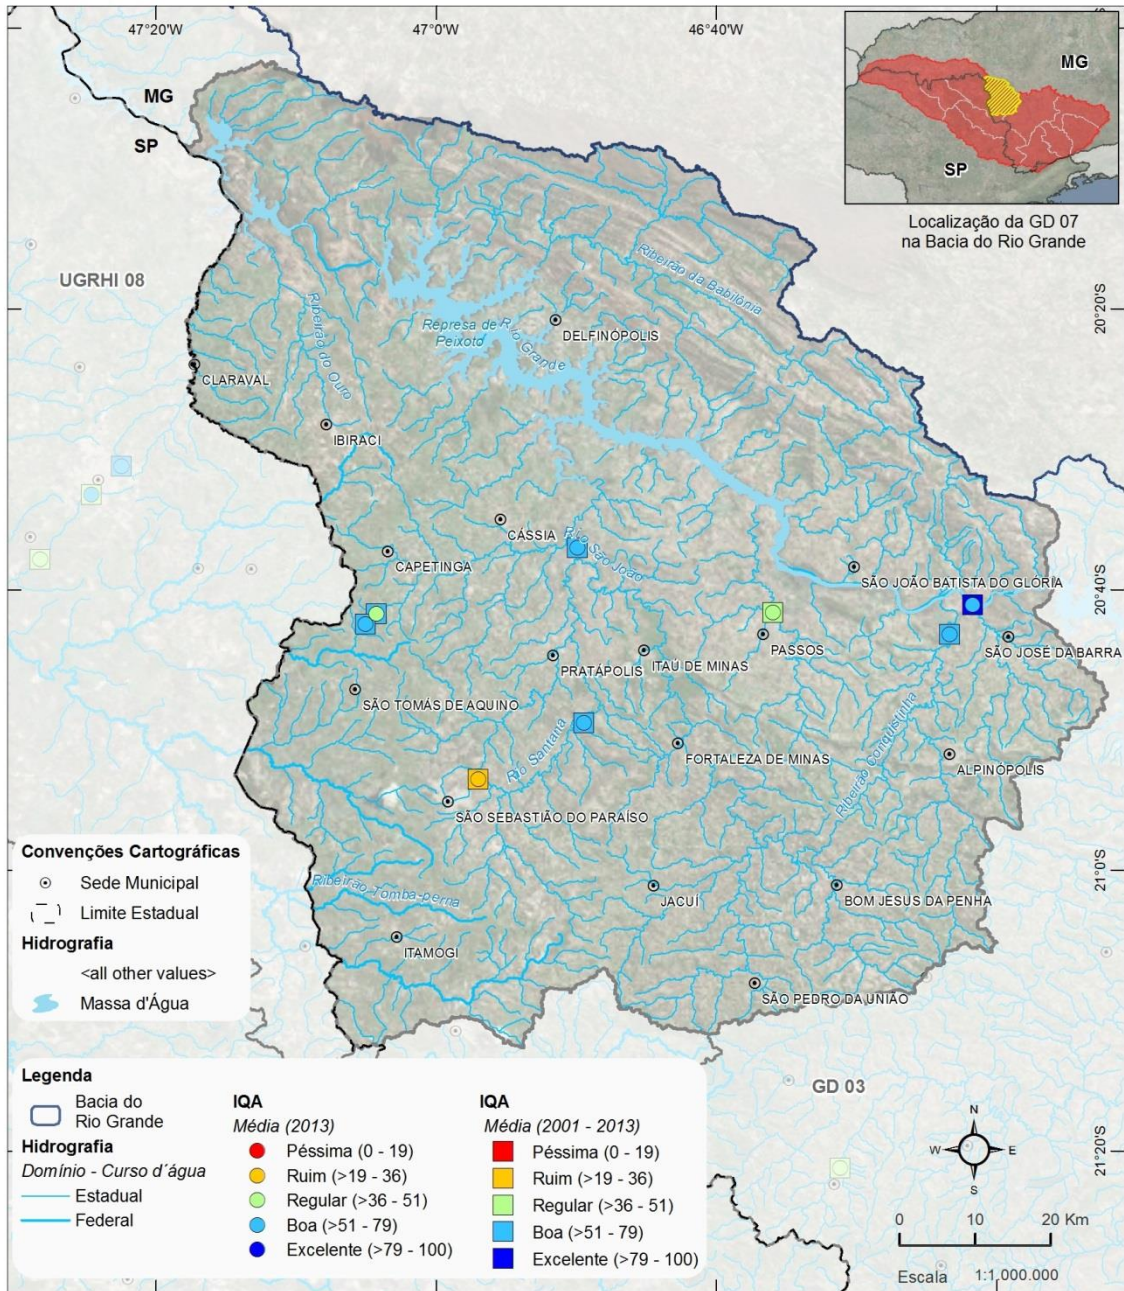 47°20'W
47°0'W
46°40'W
MG
SP
MG
SP
Localização da GD 07
na Bacia do Rio Grande
UGRHI 08
Ribeirão da Babilônia
20°20'S
Ribeirão do Ouro
Represa de
Peixoto
Rio Grande
DELFINÓPOLIS
CLARAVAL
IBIRACI
CÁSSIA
Rio São João
CAPETINGA
SÃO JOÃO BATISTA DO GLÓRIA
20°40'S
PASSOS
SÃO JOSÉ DA BARRA
PRATÁPOLIS
ITAÚ DE MINAS
SÃO TOMÁS DE AQUINO
Rio Santana
FORTALEZA DE MINAS
Ribeirão Conquistinha
ALPINÓPOLIS
SÃO SEBASTIÃO DO PARAÍSO
21°0'S
Ribeirão Tomba-perna
JACUÍ
BOM JESUS DA PENHA
ITAMOGI
SÃO PEDRO DA UNIÃO
Convenções Cartográficas
Sede Municipal
Limite Estadual
Hidrografia
<all other values>
Massa d'Água
GD 03
Legenda
Bacia do
Rio Grande
Hidrografia
Domínio - Curso d´água
Estadual
Federal
IQA
Média (2013)
Péssima (0 - 19)
Ruim (>19 - 36)
Regular (>36 - 51)
Boa (>51 - 79)
Excelente (>79 - 100)
IQA
Média (2001 - 2013)
Péssima (0 - 19)
Ruim (>19 - 36)
Regular (>36 - 51)
Boa (>51 - 79)
Excelente (>79 - 100)
N
W
E
S
21°20'S
0 10 20 Km
Escala 1:1.000.000